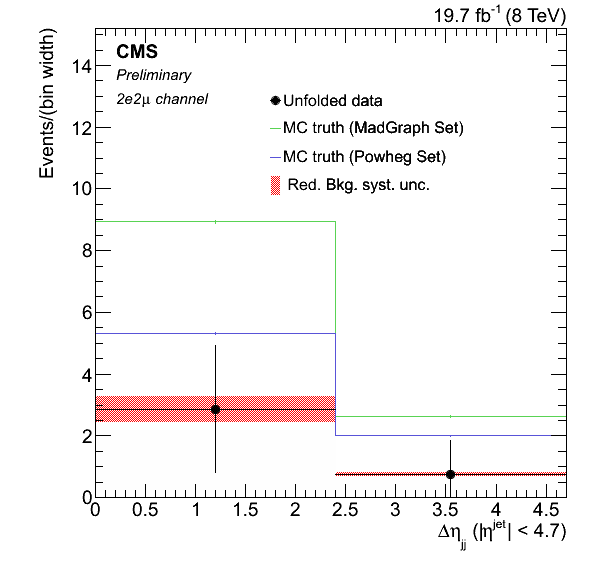 19.7 fb⁻¹ (8 TeV)
Events/(bin width)
CMS
Preliminary
2e2μ channel
Unfolded data
MC truth (MadGraph Set)
MC truth (Powheg Set)
Red. Bkg. syst. unc.
14
12
10
8
6
4
2
0
0 0.5 1 1.5 2 2.5 3 3.5 4 4.5
Δη_jj (|η^jet| < 4.7)